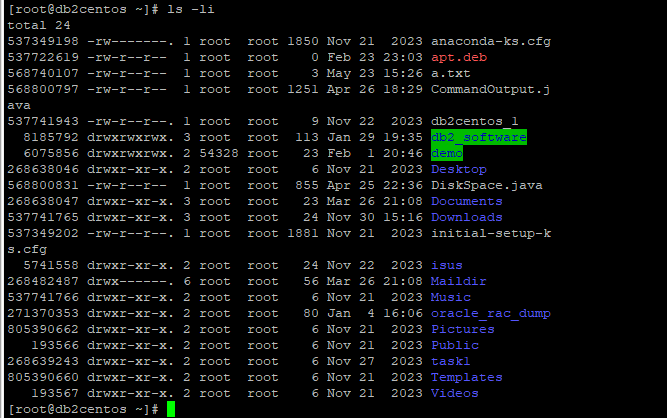 [root@db2centos ~]# ls -li
total 24
537349198 -rw-------. 1 root  root 1850 Nov 21  2023 anaconda-ks.cfg
537722619 -rw-r--r--  1 root  root    0 Feb 23 23:03 apt.deb
568740107 -rw-r--r--  1 root  root    3 May 23 15:26 a.txt
568800797 -rw-r--r--  1 root  root 1251 Apr 26 18:29 CommandOutput.j
ava
537741943 -rw-r--r--  1 root  root    9 Nov 22  2023 db2centos_1
  8185792 drwxrwxrwx. 3 root  root  113 Jan 29 19:35 db2_software
  6075856 drwxrwxrwx. 2 54328 root   23 Feb  1 20:46 demo
268638046 drwxr-xr-x. 2 root  root    6 Nov 21  2023 Desktop
568800831 -rw-r--r--  1 root  root  855 Apr 25 22:36 DiskSpace.java
268638047 drwxr-xr-x. 3 root  root   23 Mar 26 21:08 Documents
537741765 drwxr-xr-x. 3 root  root   24 Nov 30 15:16 Downloads
537349202 -rw-r--r--. 1 root  root 1881 Nov 21  2023 initial-setup-k
s.cfg
  5741558 drwxr-xr-x. 2 root  root   24 Nov 22  2023 isus
268482487 drwx------. 6 root  root   56 Mar 26 21:08 Maildir
537741766 drwxr-xr-x. 2 root  root    6 Nov 21  2023 Music
271370353 drwxr-xr-x  2 root  root   80 Jan  4 16:06 oracle_rac_dump
805390662 drwxr-xr-x. 2 root  root    6 Nov 21  2023 Pictures
   193566 drwxr-xr-x. 2 root  root    6 Nov 21  2023 Public
268639243 drwxr-xr-x. 2 root  root    6 Nov 27  2023 task1
805390660 drwxr-xr-x. 2 root  root    6 Nov 21  2023 Templates
   193567 drwxr-xr-x. 2 root  root    6 Nov 21  2023 Videos
[root@db2centos ~]#